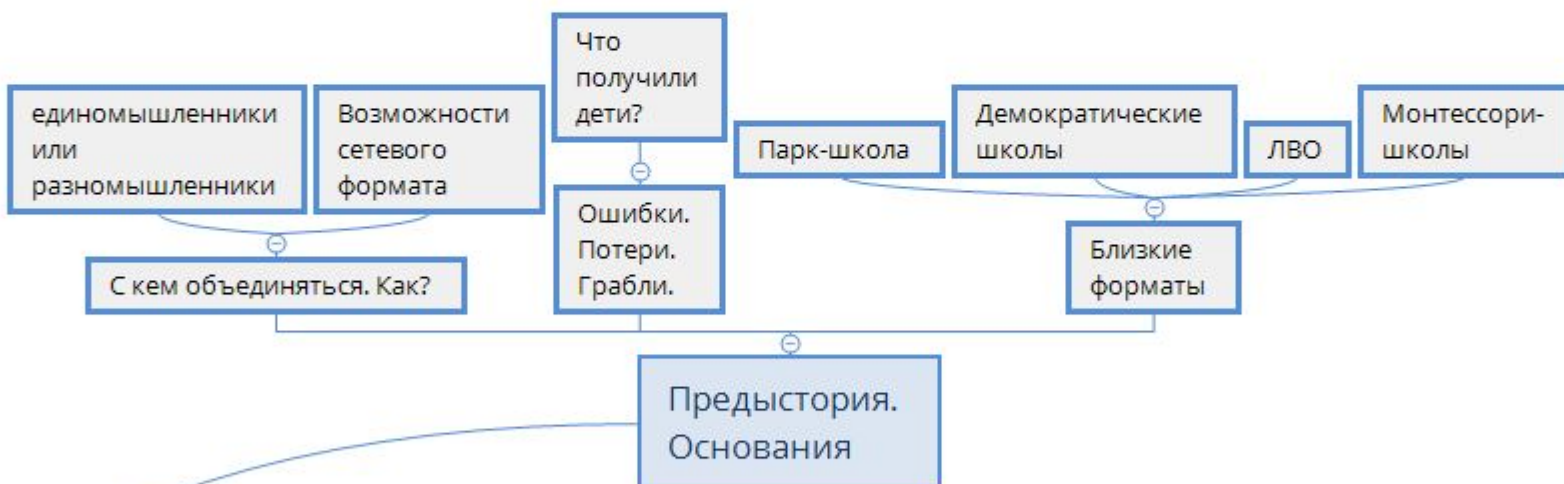 Что
получили
дети?
единомышленники
или
разномышленники
Возможности
сетевого
формата
Парк-школа
Демократические
школы
ЛВО
Монтессори-
школы
С кем объединяться. Как?
Ошибки.
Потери.
Грабли.
Близкие
форматы
Предыстория.
Основания